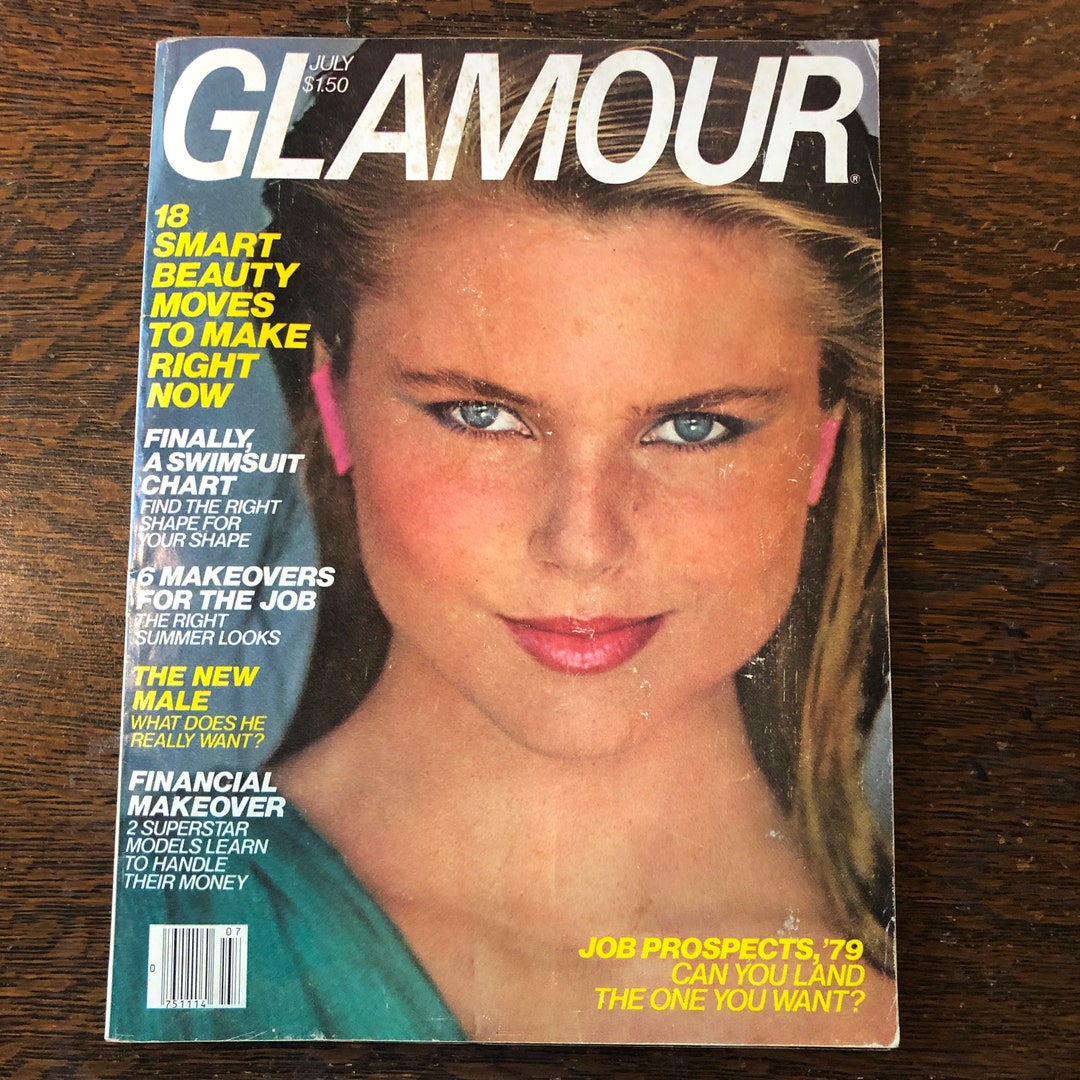 GLAMOUR
JULY
$1.50
®
18
SMART
BEAUTY
MOVES
TO MAKE
RIGHT
NOW
FINALLY,
A SWIMSUIT
CHART
FIND THE RIGHT
SHAPE FOR
YOUR SHAPE
6 MAKEOVERS
FOR THE JOB
THE RIGHT
SUMMER LOOKS
THE NEW
MALE
WHAT DOES HE
REALLY WANT?
FINANCIAL
MAKEOVER
2 SUPERSTAR
MODELS LEARN
TO HANDLE
THEIR MONEY
07
0
751114
JOB PROSPECTS, '79
CAN YOU LAND
THE ONE YOU WANT?